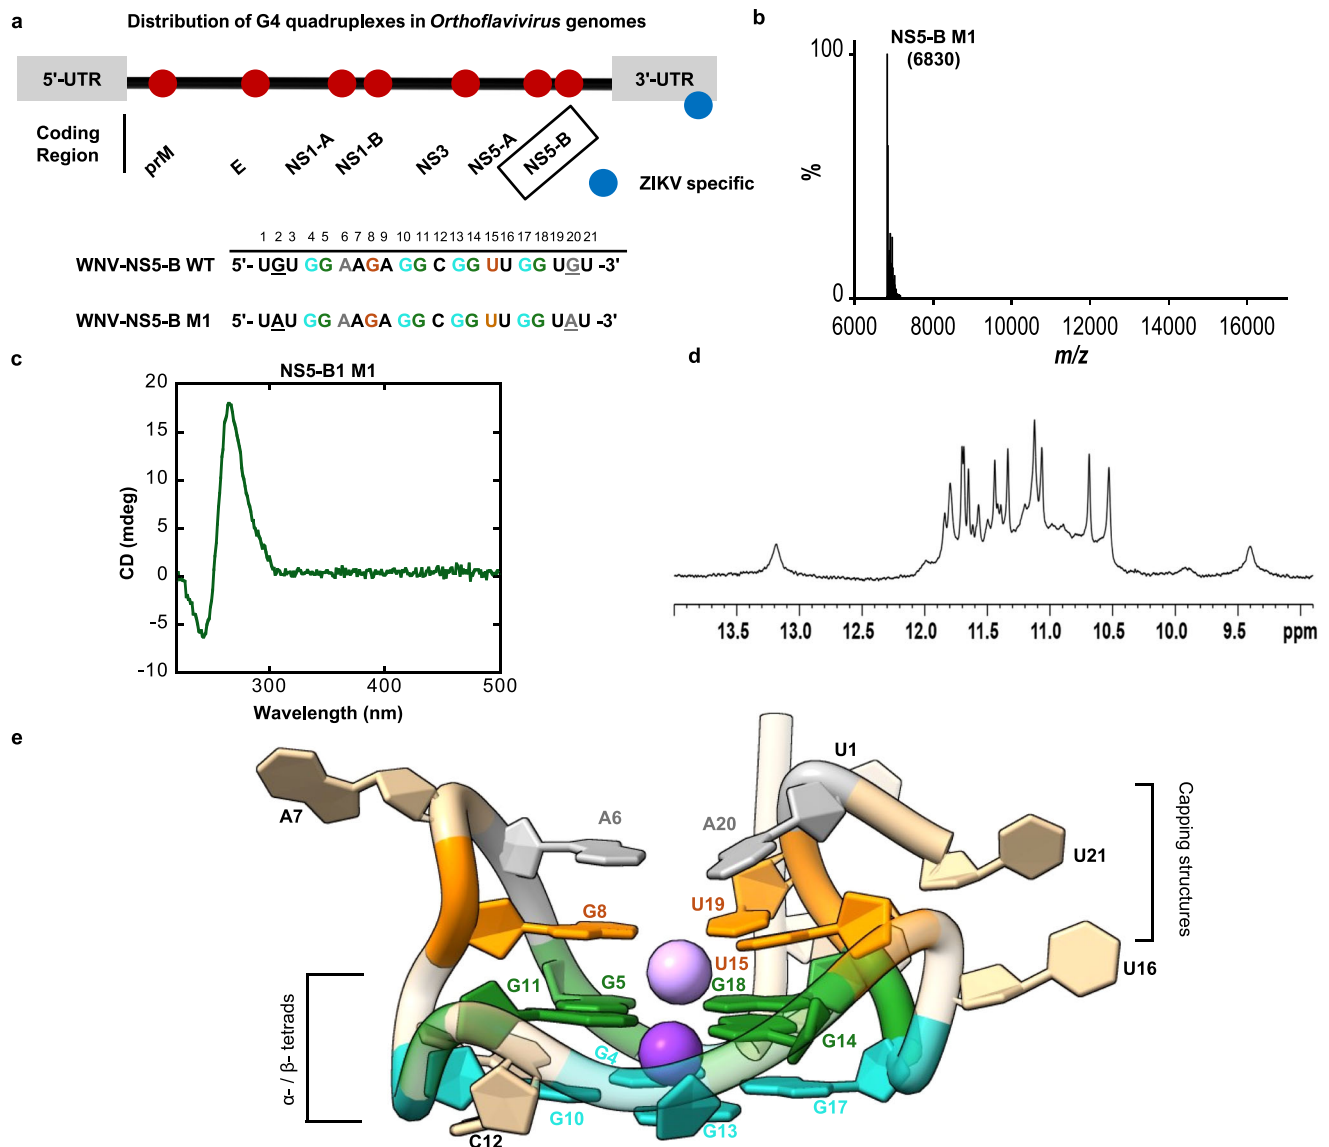 a
Distribution of G4 quadruplexes in Orthoflavivirus genomes
5'-UTR
3'-UTR
Coding
Region
prM
E
NS1-A
NS1-B
NS3
NS5-A
NS5-B
ZIKV specific
1 2 3 4 5 6 7 8 9 10 11 12 13 14 15 16 17 18 19 20 21
WNV-NS5-B WT 5'- UGU GG AAGA GG C GG UU GG UGU -3'
WNV-NS5-B M1 5'- UAU GG AAGA GG C GG UU GG UAU -3'
b
NS5-B M1
(6830)
100
%
0
6000 8000 10000 12000 14000 16000
m/z
c
NS5-B1 M1
20
15
10
5
0
-5
-10
CD (mdeg)
300 400 500
Wavelength (nm)
d
13.5 13.0 12.5 12.0 11.5 11.0 10.5 10.0 9.5 ppm
e
U1
A7
A6
A20
U21
G8
U19
U15
U16
G11
G5
G18
G14
G4
G10
G13
G17
C12
Capping structures
α- / β- tetrads